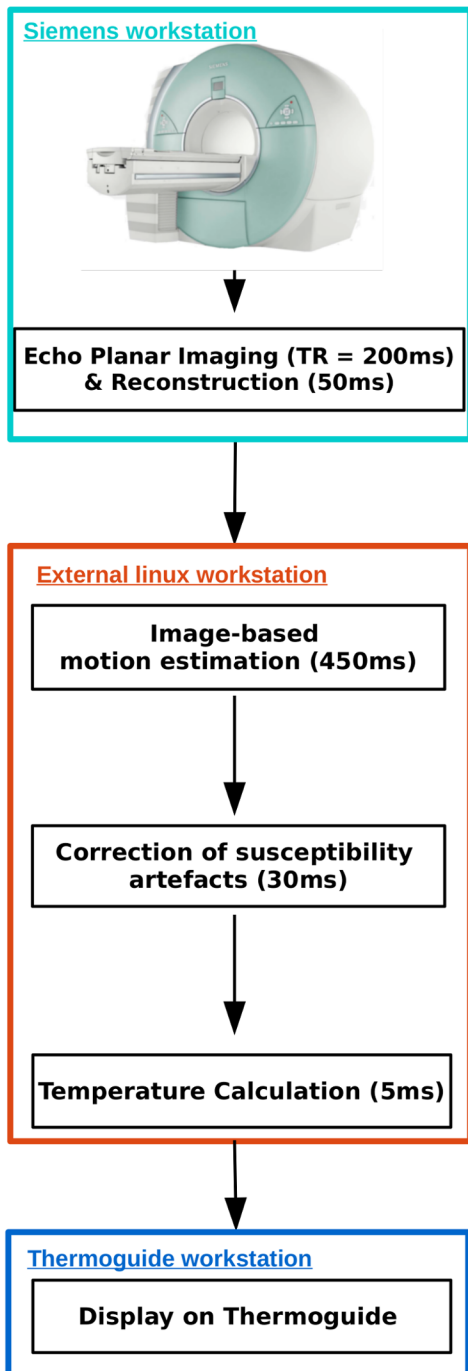 Siemens workstation
Echo Planar Imaging (TR = 200ms)
& Reconstruction (50ms)
External linux workstation
Image-based
motion estimation (450ms)
Correction of susceptibility
artefacts (30ms)
Temperature Calculation (5ms)
Thermoguide workstation
Display on Thermoguide